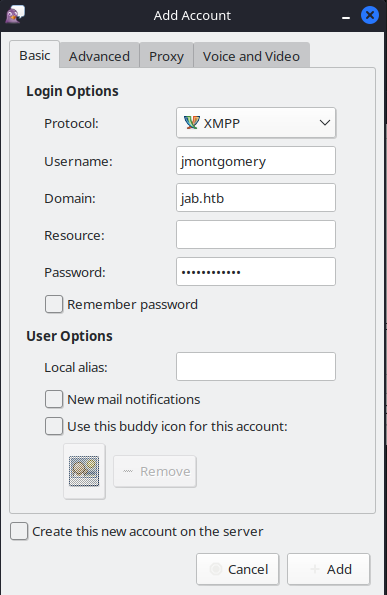 Add Account
Basic Advanced Proxy Voice and Video
Login Options
Protocol: XMPP
Username: jmontgomery
Domain: jab.htb
Resource:
Password: ••••••••••••
Remember password
User Options
Local alias:
New mail notifications
Use this buddy icon for this account:
Remove
Create this new account on the server
Cancel Add